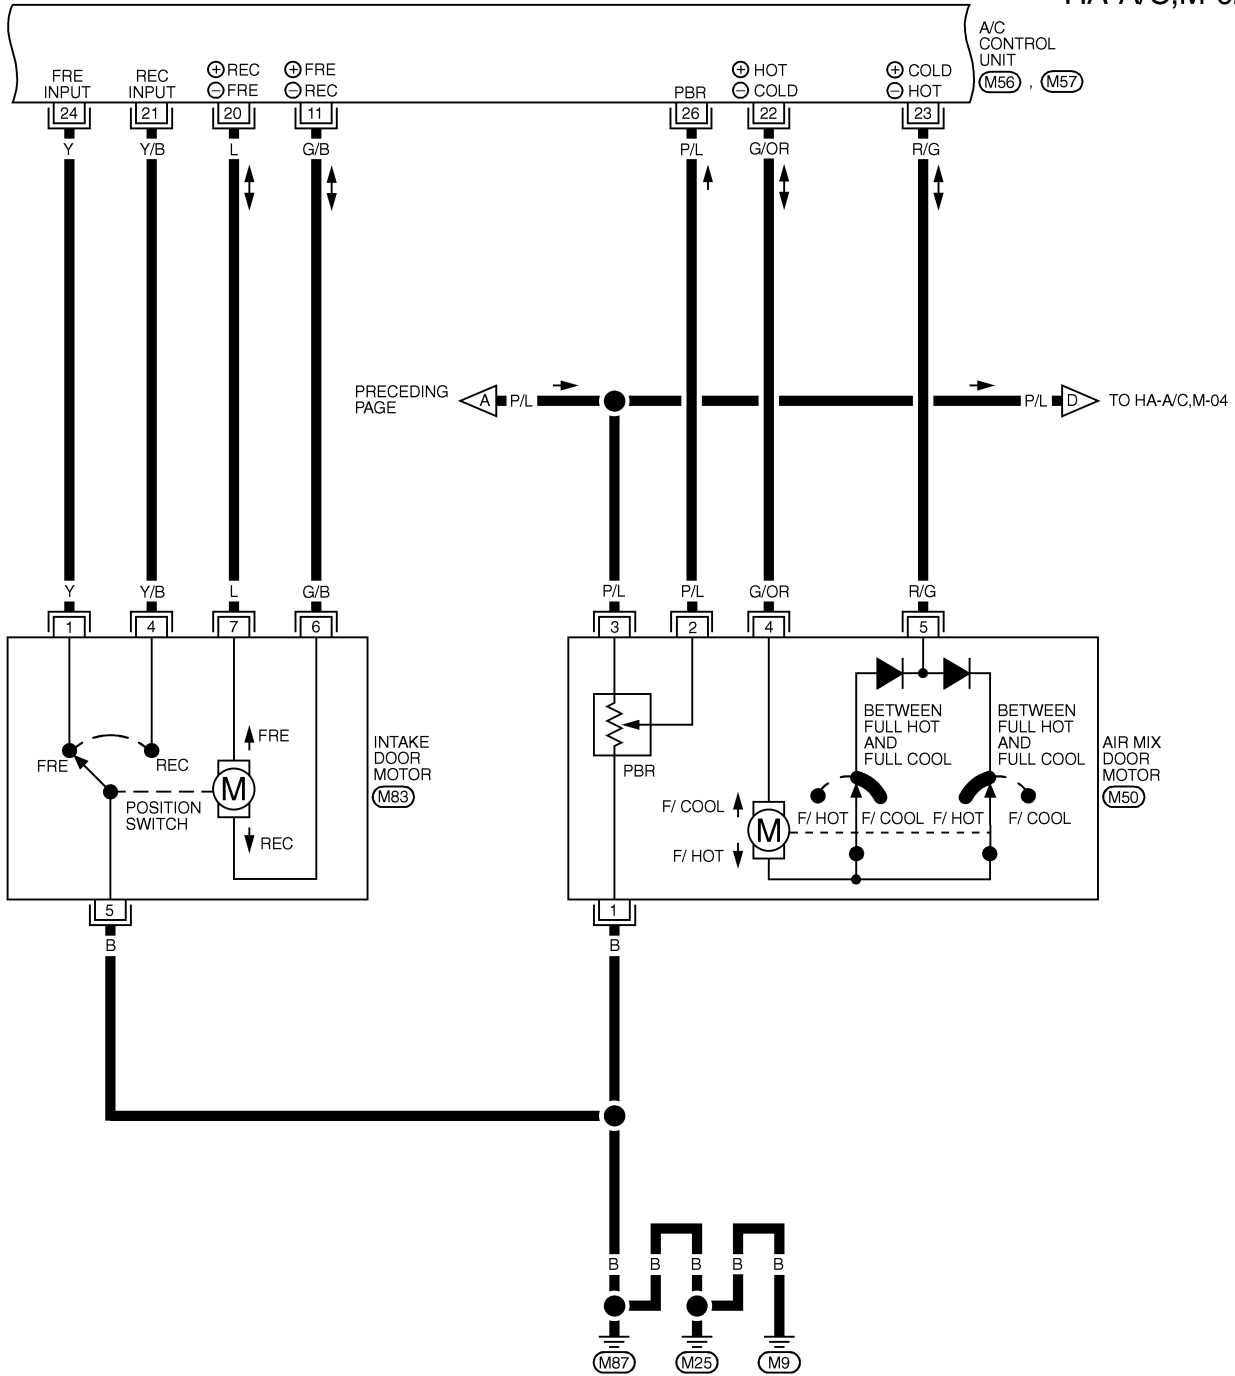 A/C
CONTROL
UNIT
M56 , M57
FRE
INPUT
REC
INPUT
⊕ REC
⊖ FRE
⊕ FRE
⊖ REC
PBR
⊕ HOT
⊖ COLD
⊕ COLD
⊖ HOT
24 21 20 11 26 22 23
Y Y/B L G/B P/L G/OR R/G
PRECEDING
PAGE
A P/L P/L D TO HA-A/C,M-04
Y Y/B L G/B P/L P/L G/OR R/G
1 4 7 6 3 2 4 5
FRE
REC
POSITION
SWITCH
M
FRE
REC
INTAKE
DOOR
MOTOR
M83
PBR
F/ COOL
F/ HOT
M
BETWEEN
FULL HOT
AND
FULL COOL
BETWEEN
FULL HOT
AND
FULL COOL
F/ HOT F/ COOL F/ HOT F/ COOL
AIR MIX
DOOR
MOTOR
M50
5 1
B B
B B B B B
M87 M25 M9